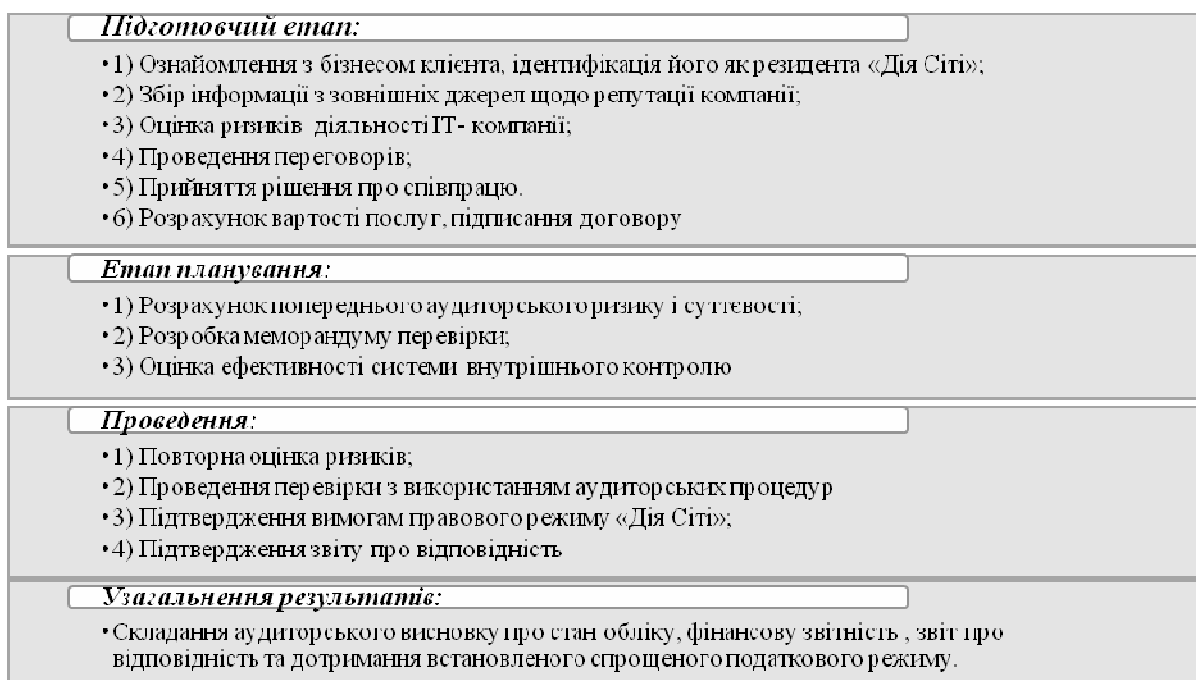 Підготовчий етап:
•1) Ознайомлення з бізнесом клієнта, ідентифікація його як резидента «Дія Сіті»;
•2) Збір інформації з зовнішніх джерел щодо репутації компанії;
•3) Оцінка ризиків діяльності ІТ- компанії;
•4) Проведення переговорів;
•5) Прийняття рішення про співпрацю.
•6) Розрахунок вартості послуг, підписання договору
Етап планування:
•1) Розрахунок попереднього аудиторського ризику і суттєвості;
•2) Розробка меморандуму перевірки;
•3) Оцінка ефективності системи внутрішнього контролю
Проведення:
•1) Повторна оцінка ризиків;
•2) Проведення перевірки з використанням аудиторських процедур
•3) Підтвердження вимогам правового режиму «Дія Сіті»;
•4) Підтвердження звіту про відповідність
Узагальнення результатів:
•Складання аудиторського висновку про стан обліку, фінансову звітність , звіт про
відповідність та дотримання встановленого спрощеного податкового режиму.